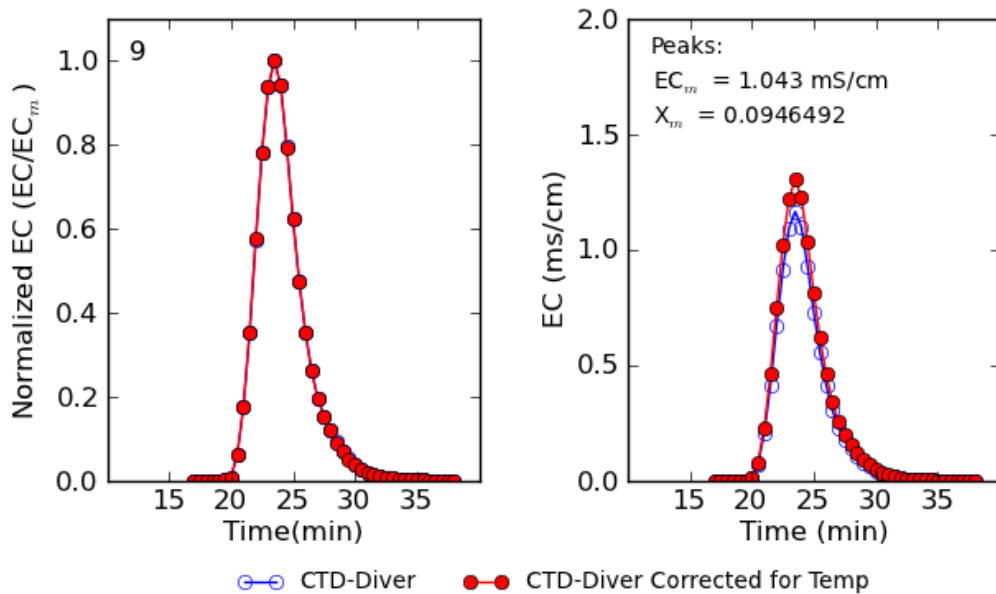 9
Normalized EC (EC/ECₘ)
1.0
0.8
0.6
0.4
0.2
0.0
15 20 25 30 35
Time(min)
Peaks:
ECₘ = 1.043 mS/cm
Xₘ = 0.0946492
EC (ms/cm)
2.0
1.5
1.0
0.5
0.0
15 20 25 30 35
Time (min)
CTD-Diver
CTD-Diver Corrected for Temp